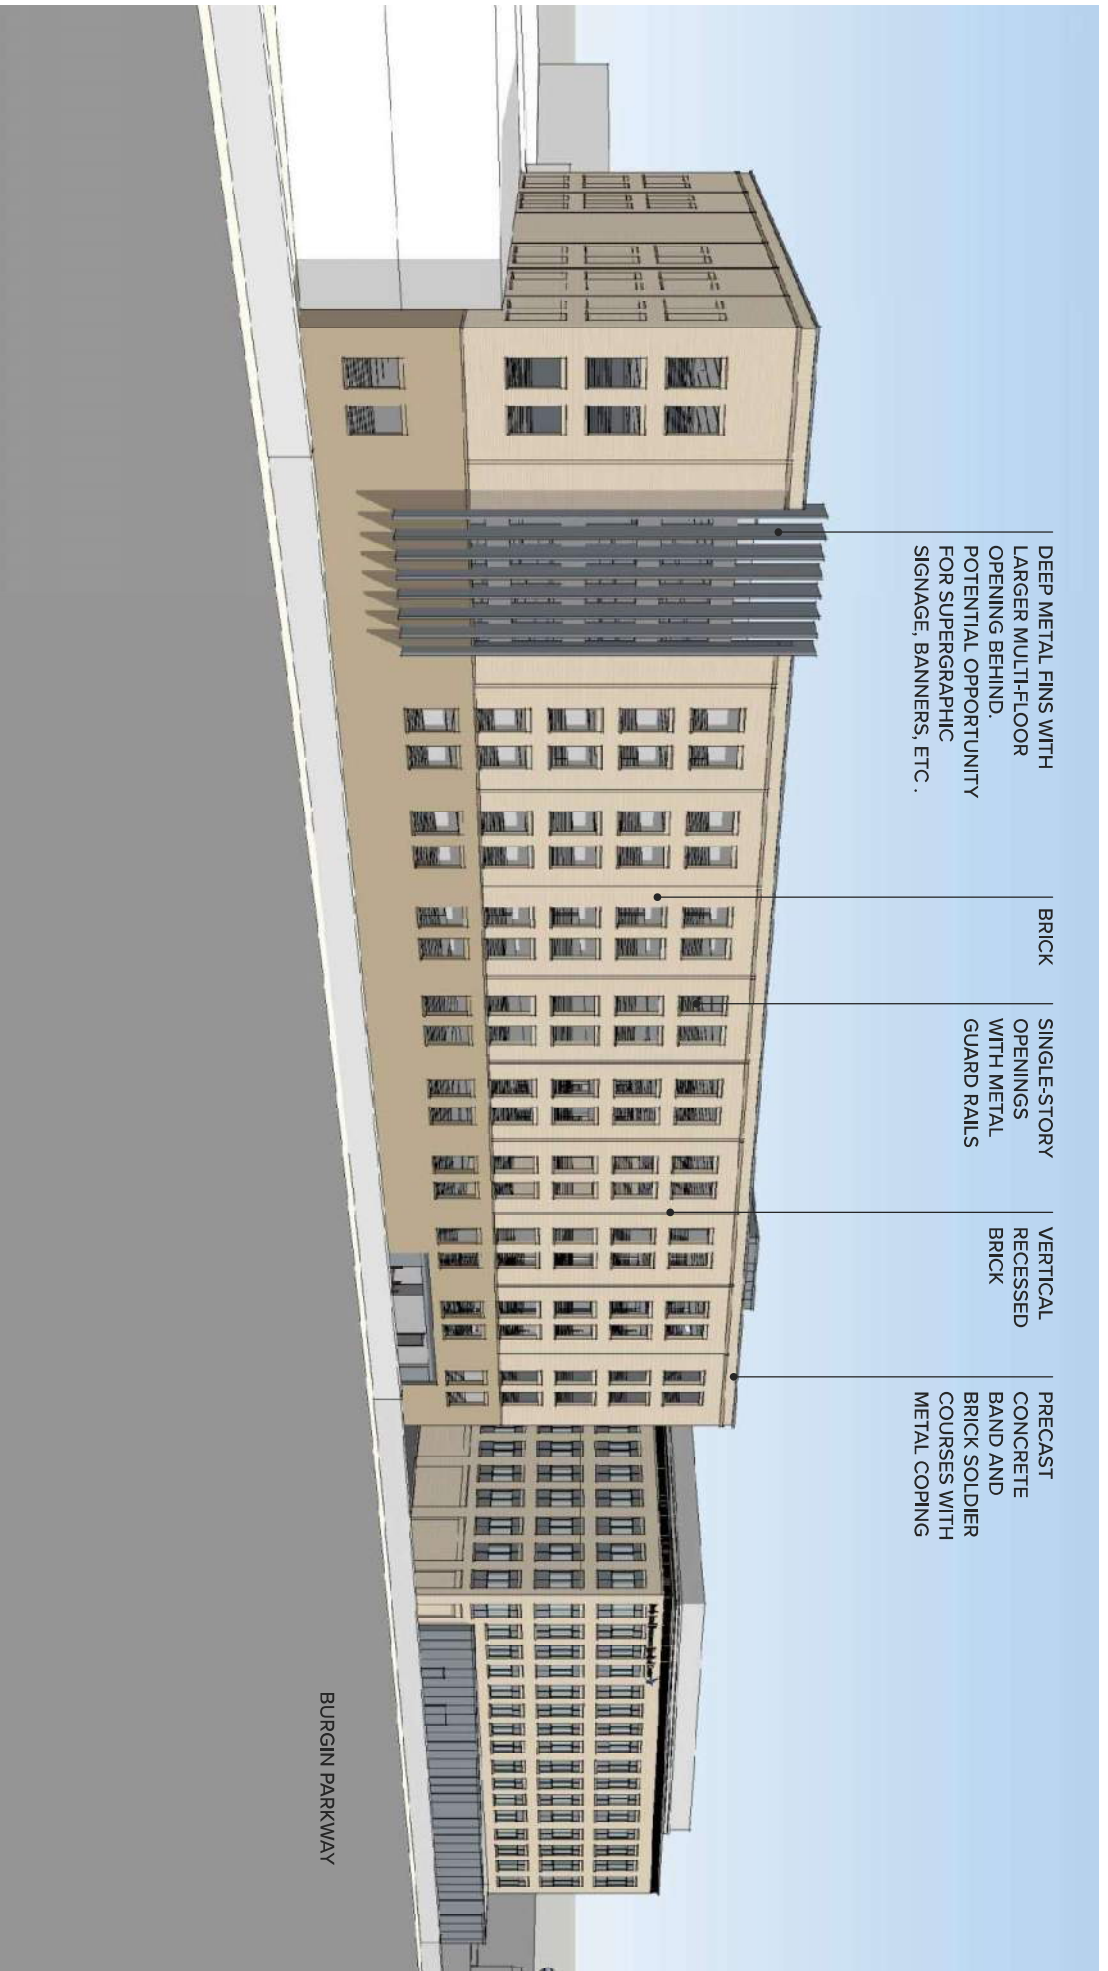 DEEP METAL FINS WITH
LARGER MULTI-FLOOR
OPENING BEHIND.
POTENTIAL OPPORTUNITY
FOR SUPERGRAPHIC
SIGNAGE, BANNERS, ETC .
BRICK
SINGLE-STORY
OPENINGS
WITH METAL
GUARD RAILS
VERTICAL
RECESSED
BRICK
PRECAST
CONCRETE
BAND AND
BRICK SOLDIER
COURSES WITH
METAL COPING
BURGIN PARKWAY